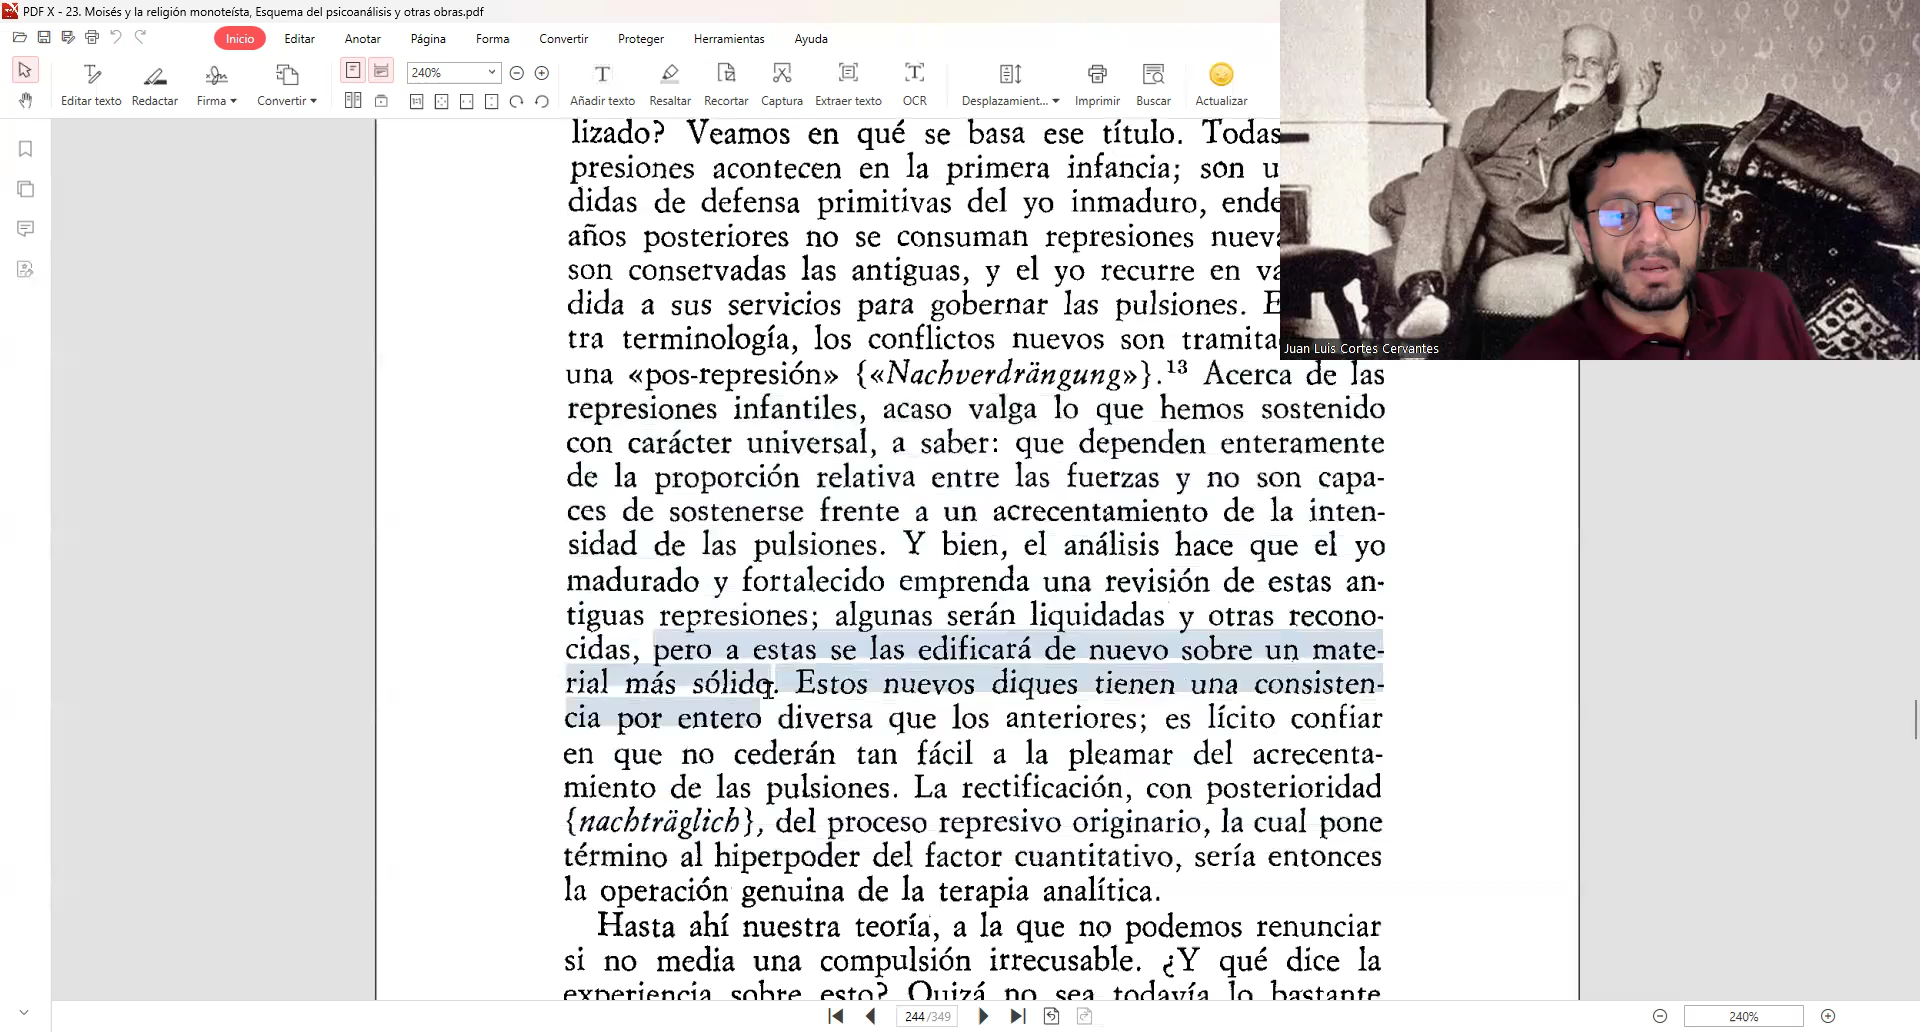 PDF X - 23. Moisés y la religión monoteísta, Esquema del psicoanálisis y otras obras.pdf
Inicio Editar Anotar Página Forma Convertir Proteger Herramientas Ayuda
240%
Editar texto Redactar Firma Convertir Añadir texto Resaltar Recortar Captura Extraer texto OCR Desplazamient... Imprimir Buscar Actualizar
Juan Luis Cortes Cervantes
lizado? Veamos en qué se basa ese título. Todas
presiones acontecen en la primera infancia; son u
didas de defensa primitivas del yo inmaduro, ende
años posteriores no se consuman represiones nueva
son conservadas las antiguas, y el yo recurre en va
dida a sus servicios para gobernar las pulsiones. E
tra terminología, los conflictos nuevos son tramita
una «pos-represión» {«Nachverdrängung»}.¹³ Acerca de las
represiones infantiles, acaso valga lo que hemos sostenido
con carácter universal, a saber: que dependen enteramente
de la proporción relativa entre las fuerzas y no son capa-
ces de sostenerse frente a un acrecentamiento de la inten-
sidad de las pulsiones. Y bien, el análisis hace que el yo
madurado y fortalecido emprenda una revisión de estas an-
tiguas represiones; algunas serán liquidadas y otras recono-
cidas, pero a estas se las edificará de nuevo sobre un mate-
rial más sólido. Estos nuevos diques tienen una consisten-
cia por entero diversa que los anteriores; es lícito confiar
en que no cederán tan fácil a la pleamar del acrecenta-
miento de las pulsiones. La rectificación, con posterioridad
{nachträglich}, del proceso represivo originario, la cual pone
término al hiperpoder del factor cuantitativo, sería entonces
la operación genuina de la terapia analítica.
Hasta ahí nuestra teoría, a la que no podemos renunciar
si no media una compulsión irrecusable. ¿Y qué dice la
experiencia sobre esto? Quizá no sea todavía lo bastante
244 /349
240%